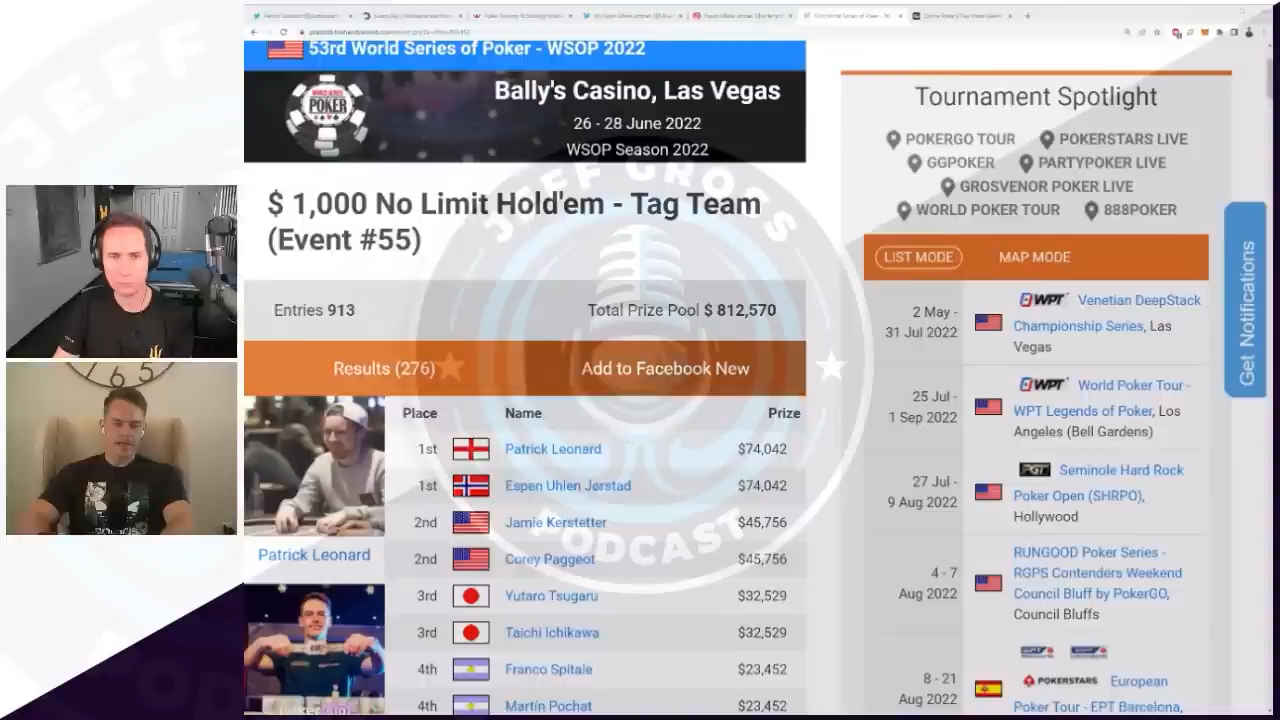 53rd World Series of Poker - WSOP 2022
WORLD SERIES
POKER
Bally's Casino, Las Vegas
26 - 28 June 2022
WSOP Season 2022
$ 1,000 No Limit Hold'em - Tag Team
(Event #55)
Entries 913
Total Prize Pool $ 812,570
Results (276)
Add to Facebook New
Place Name Prize
1st Patrick Leonard $74,042
1st Espen Uhlen Jørstad $74,042
2nd Jamie Kerstetter $45,756
2nd Corey Paggeot $45,756
3rd Yutaro Tsugaru $32,529
3rd Taichi Ichikawa $32,529
4th Franco Spitale $23,452
4th Martín Pochat $23,452
Patrick Leonard
Tournament Spotlight
POKERGO TOUR POKERSTARS LIVE
GGPOKER PARTYPOKER LIVE
GROSVENOR POKER LIVE
WORLD POKER TOUR 888POKER
LIST MODE MAP MODE
2 May -
31 Jul 2022
WPT Venetian DeepStack
Championship Series, Las
Vegas
25 Jul -
1 Sep 2022
WPT World Poker Tour -
WPT Legends of Poker, Los
Angeles (Bell Gardens)
27 Jul -
9 Aug 2022
PGT Seminole Hard Rock
Poker Open (SHRPO),
Hollywood
4 - 7
Aug 2022
RUNGOOD Poker Series -
RGPS Contenders Weekend
Council Bluff by PokerGO,
Council Bluffs
8 - 21
Aug 2022
POKERSTARS European
Poker Tour - EPT Barcelona,
Get Notifications
JEFF GROSS
PODCAST
7 6 5